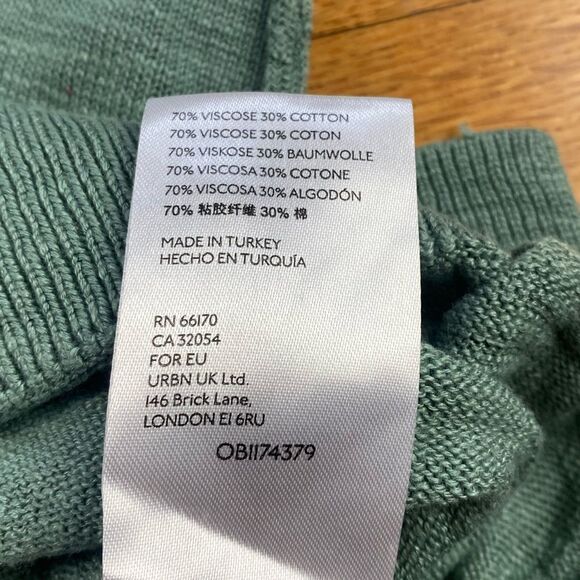 70% VISCOSE 30% COTTON
70% VISCOSE 30% COTON
70% VISKOSE 30% BAUMWOLLE
70% VISCOSA 30% COTONE
70% VISCOSA 30% ALGODÓN
70% 粘胶纤维 30% 棉
MADE IN TURKEY
HECHO EN TURQUÍA
RN 66170
CA 32054
FOR EU
URBN UK Ltd.
146 Brick Lane,
LONDON E1 6RU
OB1174379